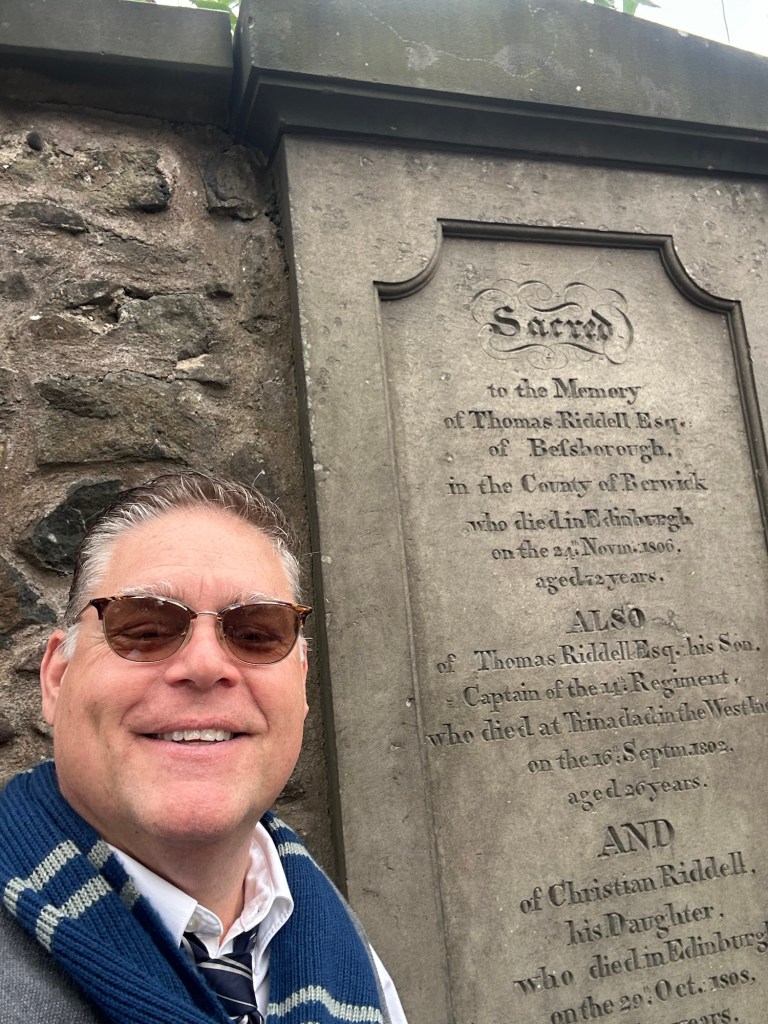 Sacred
to the Memory
of Thomas Riddell Esq.
of Beſsborough,
in the County of Berwick
who died in Edinburgh
on the 24th Novm. 1806,
aged 72 years.
ALSO
of Thomas Riddell Esq. his Son,
Captain of the 14th Regiment,
who died at Trinadad in the West
on the 16th Septm. 1802,
aged 26 years.
AND
of Christian Riddell,
his Daughter,
who died in Edinburgh
on the 29th Oct. 1808,
years.